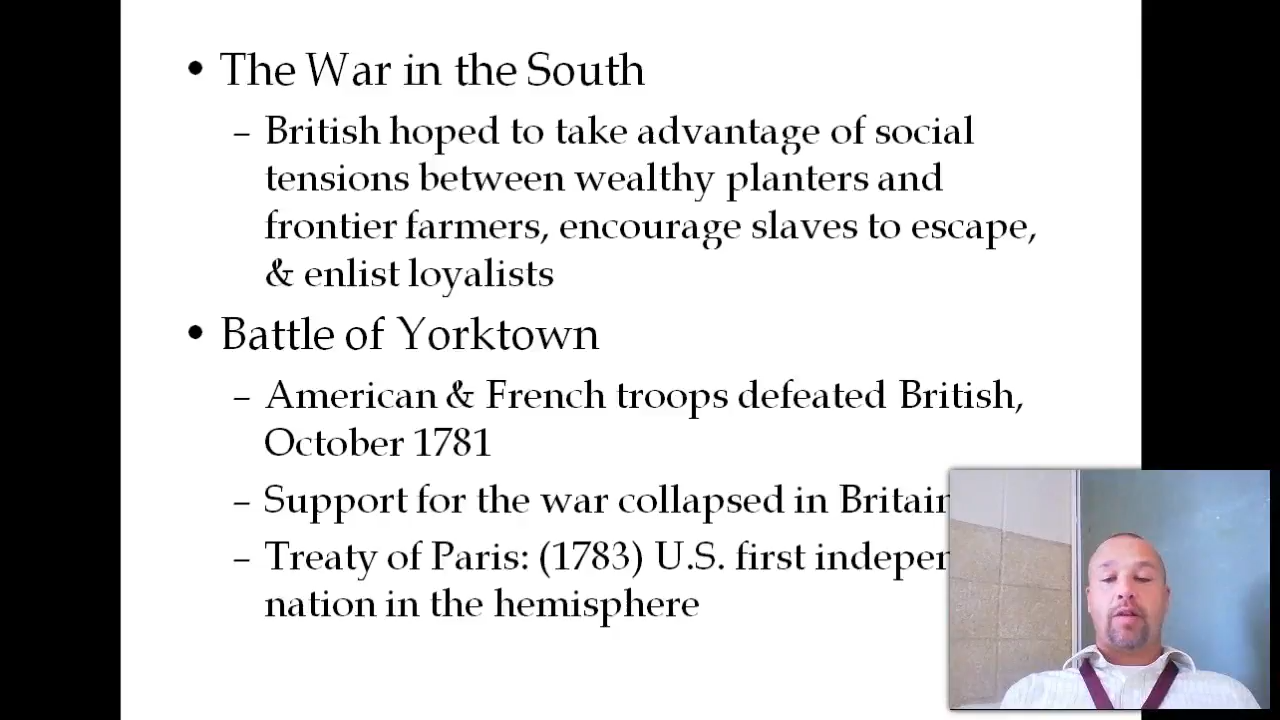 • The War in the South
– British hoped to take advantage of social
tensions between wealthy planters and
frontier farmers, encourage slaves to escape,
& enlist loyalists
• Battle of Yorktown
– American & French troops defeated British,
October 1781
– Support for the war collapsed in Britain
– Treaty of Paris: (1783) U.S. first indepen
nation in the hemisphere